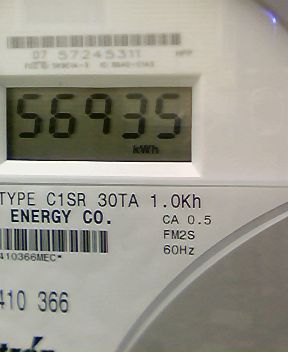 07 57245311
56935
kWh
TYPE C1SR 30TA 1.0Kh
ENERGY CO.
CA 0.5
FM2S
60Hz
410366MEC*
410 366